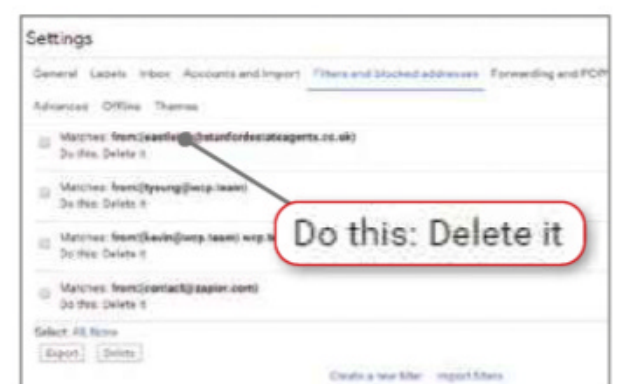 Settings
General Labels Inbox Accounts and Import Filters and blocked addresses Forwarding and POP
Advanced Offline Themes
Matches: from:(
Do this: Delete it
Matches: from:(tyoung@wcp.team)
Do this: Delete it
Matches: from:(kevin@wcp.team) wcp.
Do this: Delete it
Do this: Delete it
Matches: from:(contact@zapier.com)
Do this: Delete it
Select: All, None
Export Delete
Create a new filter Import filters